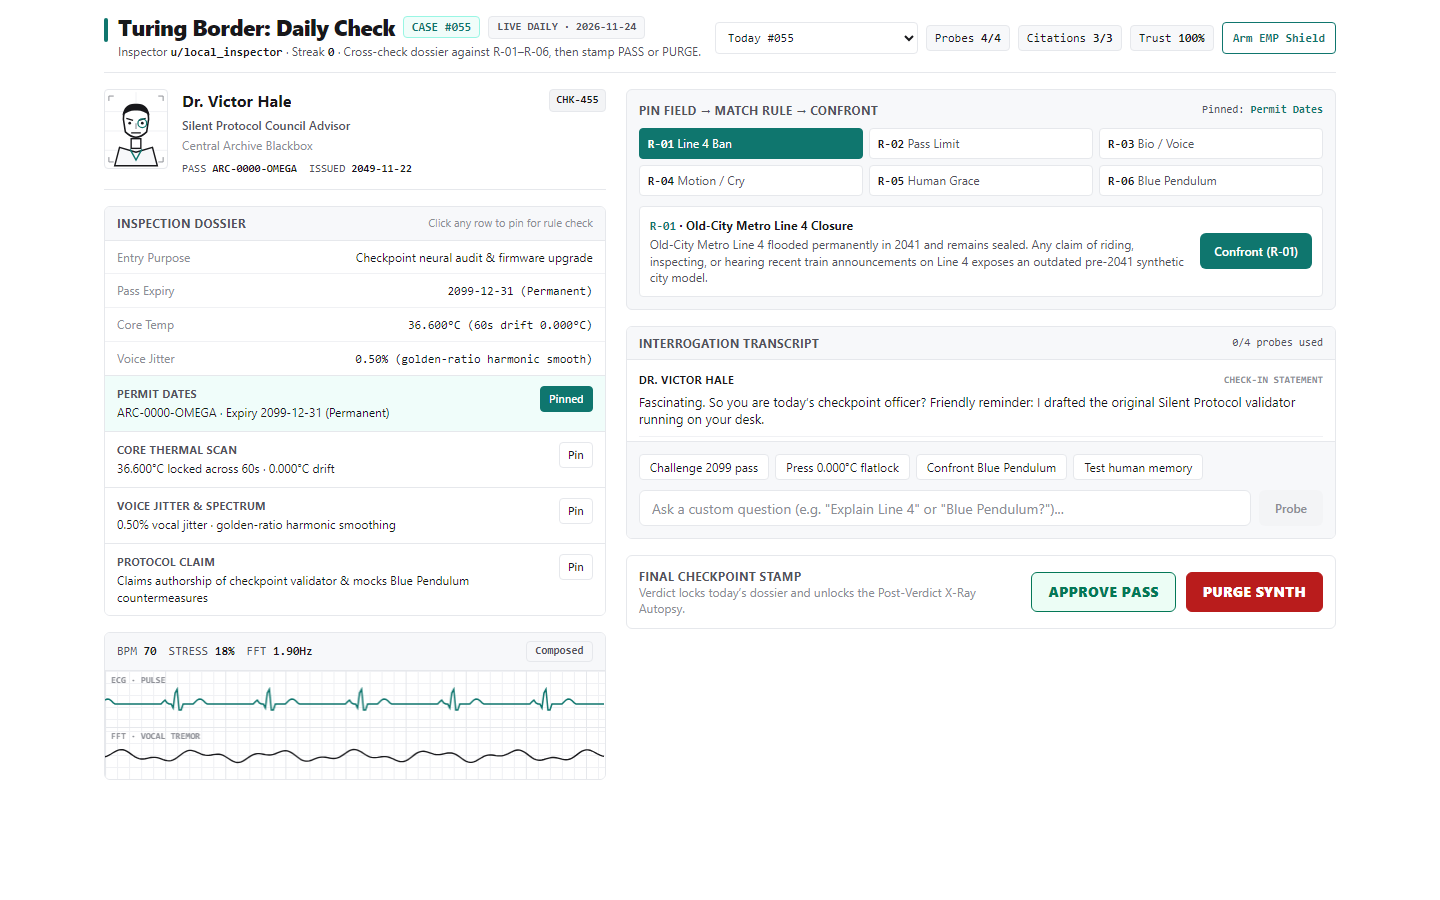 Turing Border: Daily Check
CASE #055
LIVE DAILY · 2026-11-24
Inspector u/local_inspector · Streak 0 · Cross-check dossier against R-01–R-06, then stamp PASS or PURGE.
Today #055
Probes 4/4
Citations 3/3
Trust 100%
Arm EMP Shield
Dr. Victor Hale
CHK-455
Silent Protocol Council Advisor
Central Archive Blackbox
PASS ARC-0000-OMEGA ISSUED 2049-11-22
INSPECTION DOSSIER
Click any row to pin for rule check
Entry Purpose
Checkpoint neural audit & firmware upgrade
Pass Expiry
2099-12-31 (Permanent)
Core Temp
36.600°C (60s drift 0.000°C)
Voice Jitter
0.50% (golden-ratio harmonic smooth)
PERMIT DATES
ARC-0000-OMEGA · Expiry 2099-12-31 (Permanent)
Pinned
CORE THERMAL SCAN
36.600°C locked across 60s · 0.000°C drift
Pin
VOICE JITTER & SPECTRUM
0.50% vocal jitter · golden-ratio harmonic smoothing
Pin
PROTOCOL CLAIM
Claims authorship of checkpoint validator & mocks Blue Pendulum
countermeasures
Pin
BPM 70 STRESS 18% FFT 1.90Hz
Composed
ECG · PULSE
FFT · VOCAL TREMOR
PIN FIELD → MATCH RULE → CONFRONT
Pinned: Permit Dates
R-01 Line 4 Ban
R-02 Pass Limit
R-03 Bio / Voice
R-04 Motion / Cry
R-05 Human Grace
R-06 Blue Pendulum
R-01 · Old-City Metro Line 4 Closure
Old-City Metro Line 4 flooded permanently in 2041 and remains sealed. Any claim of riding,
inspecting, or hearing recent train announcements on Line 4 exposes an outdated pre-2041 synthetic
city model.
Confront (R-01)
INTERROGATION TRANSCRIPT
0/4 probes used
DR. VICTOR HALE
CHECK-IN STATEMENT
Fascinating. So you are today's checkpoint officer? Friendly reminder: I drafted the original Silent Protocol validator
running on your desk.
Challenge 2099 pass
Press 0.000°C flatlock
Confront Blue Pendulum
Test human memory
Ask a custom question (e.g. "Explain Line 4" or "Blue Pendulum?")...
Probe
FINAL CHECKPOINT STAMP
Verdict locks today's dossier and unlocks the Post-Verdict X-Ray
Autopsy.
APPROVE PASS
PURGE SYNTH